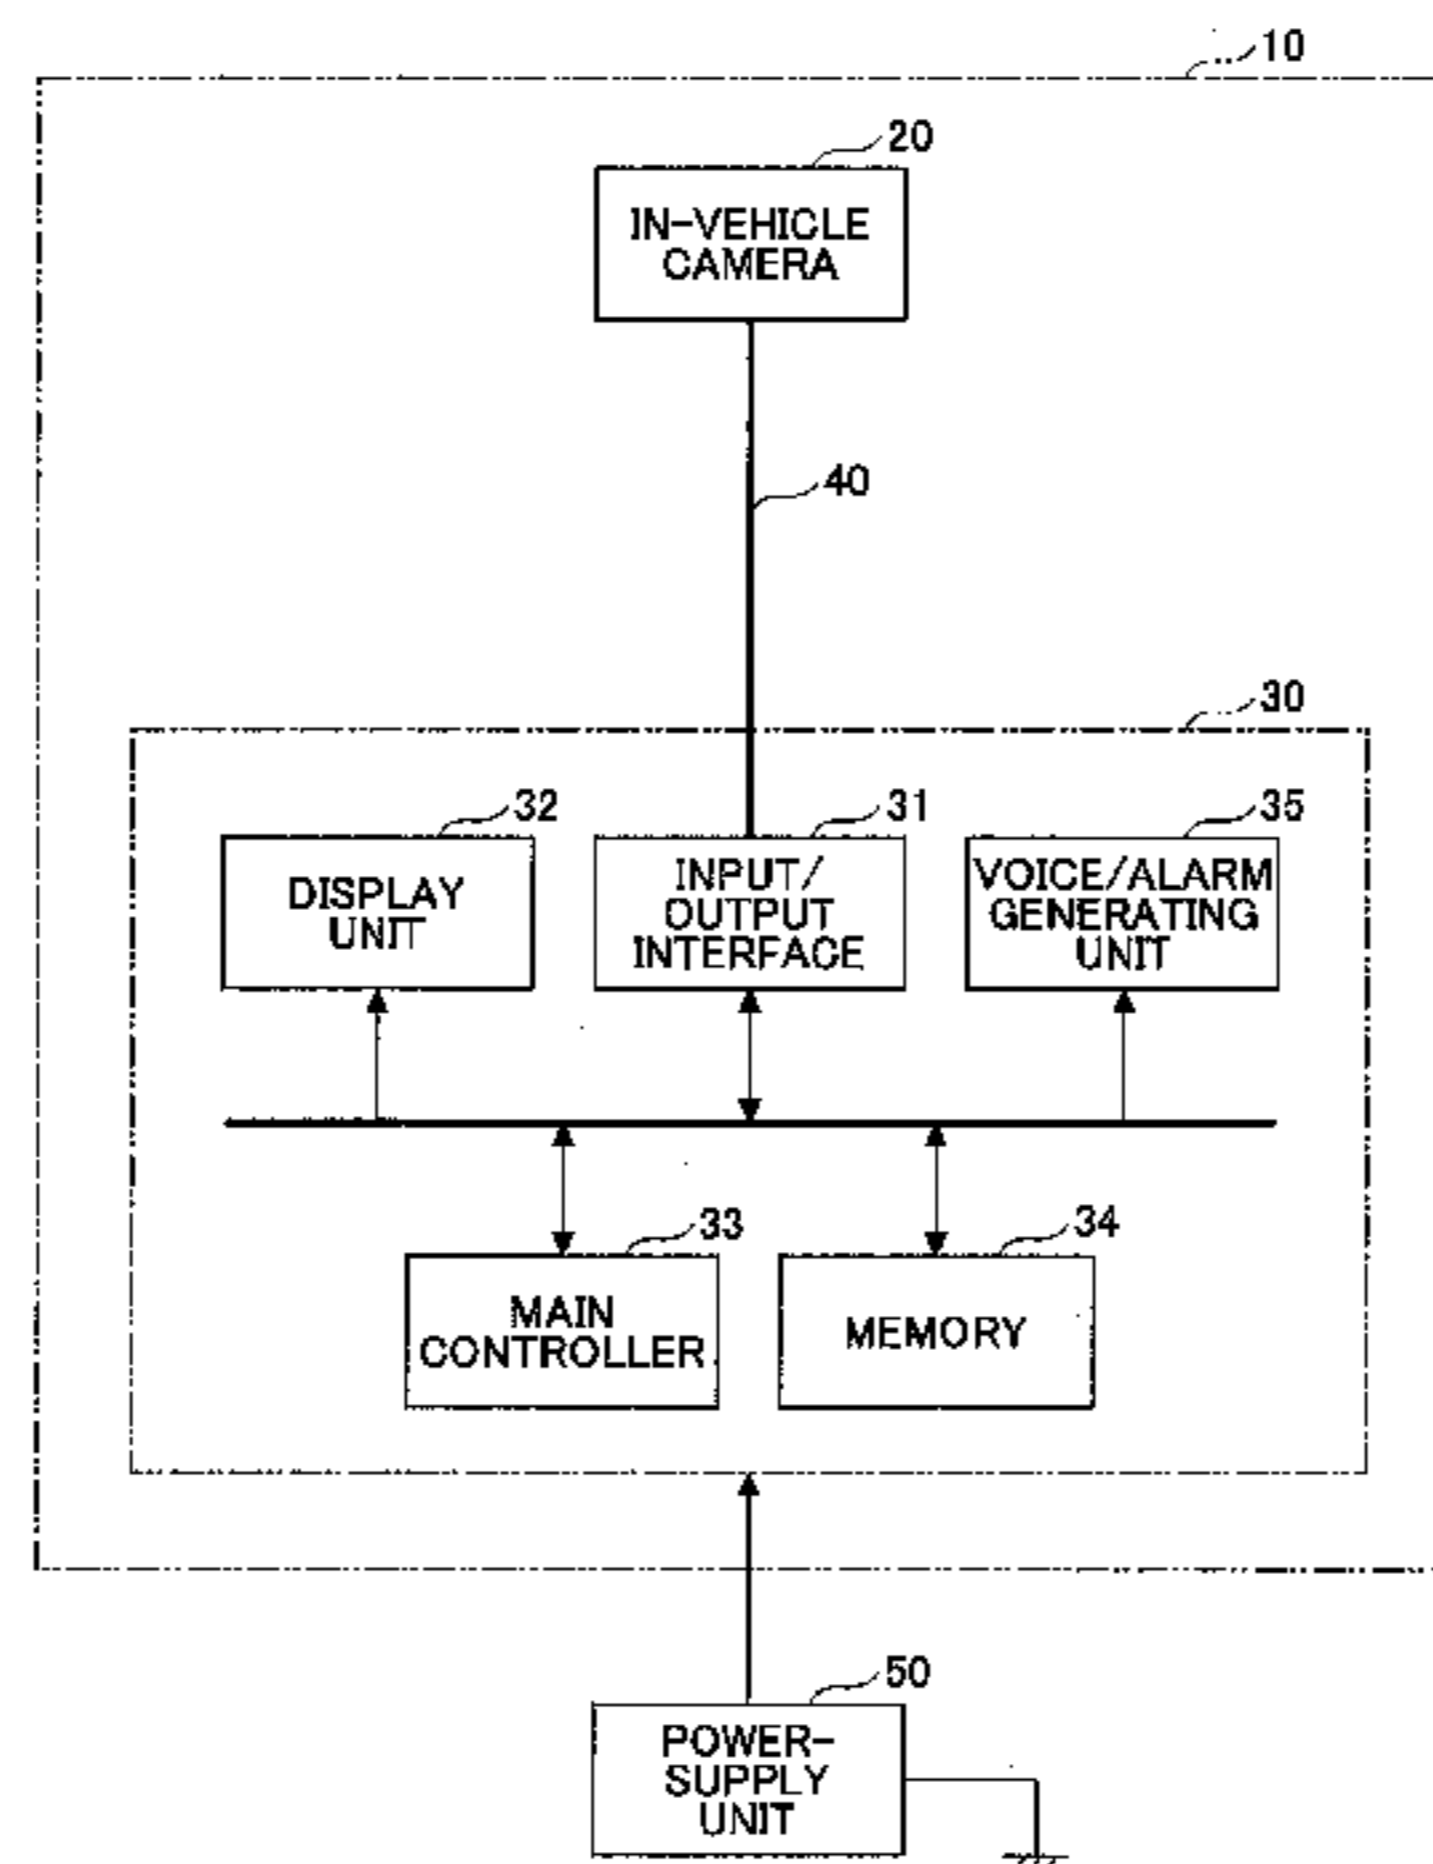 10
20
IN-VEHICLE
CAMERA
40
30
32
31
35
DISPLAY
UNIT
INPUT/
OUTPUT
INTERFACE
VOICE/ALARM
GENERATING
UNIT
33
34
MAIN
CONTROLLER
MEMORY
50
POWER-
SUPPLY
UNIT